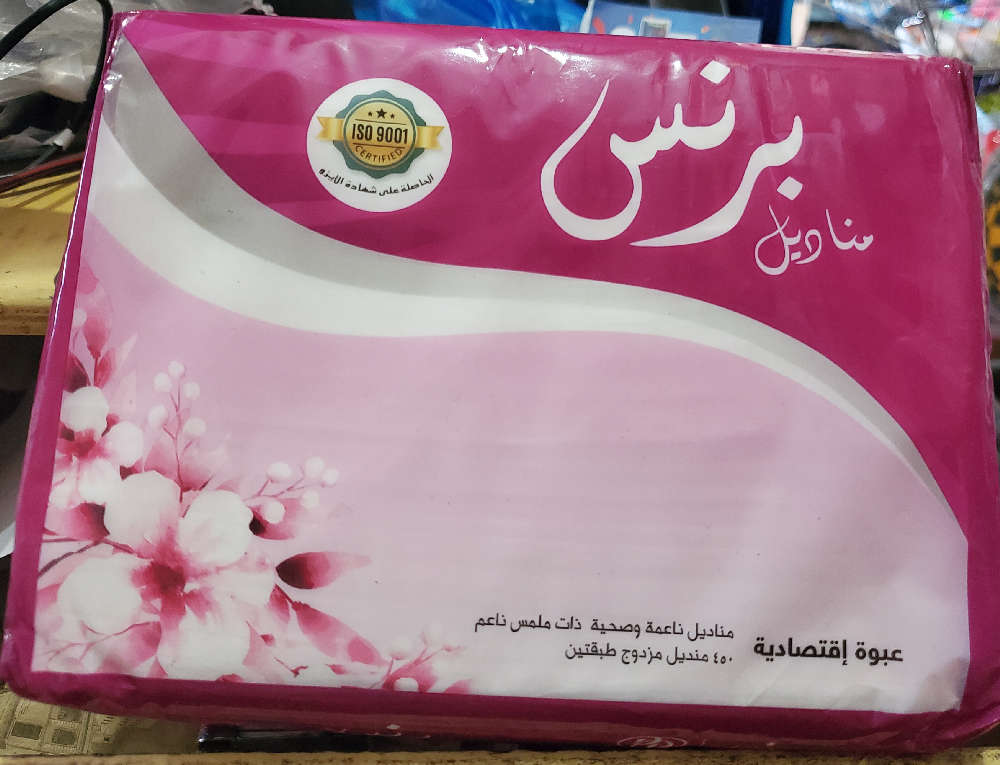 برنس
مناديل
ISO 9001
CERTIFIED
الحاصلة على شهادة الايزو
عبوة إقتصادية
مناديل ناعمة وصحية ذات ملمس ناعم
٤٥٠ منديل مزدوج طبقتين